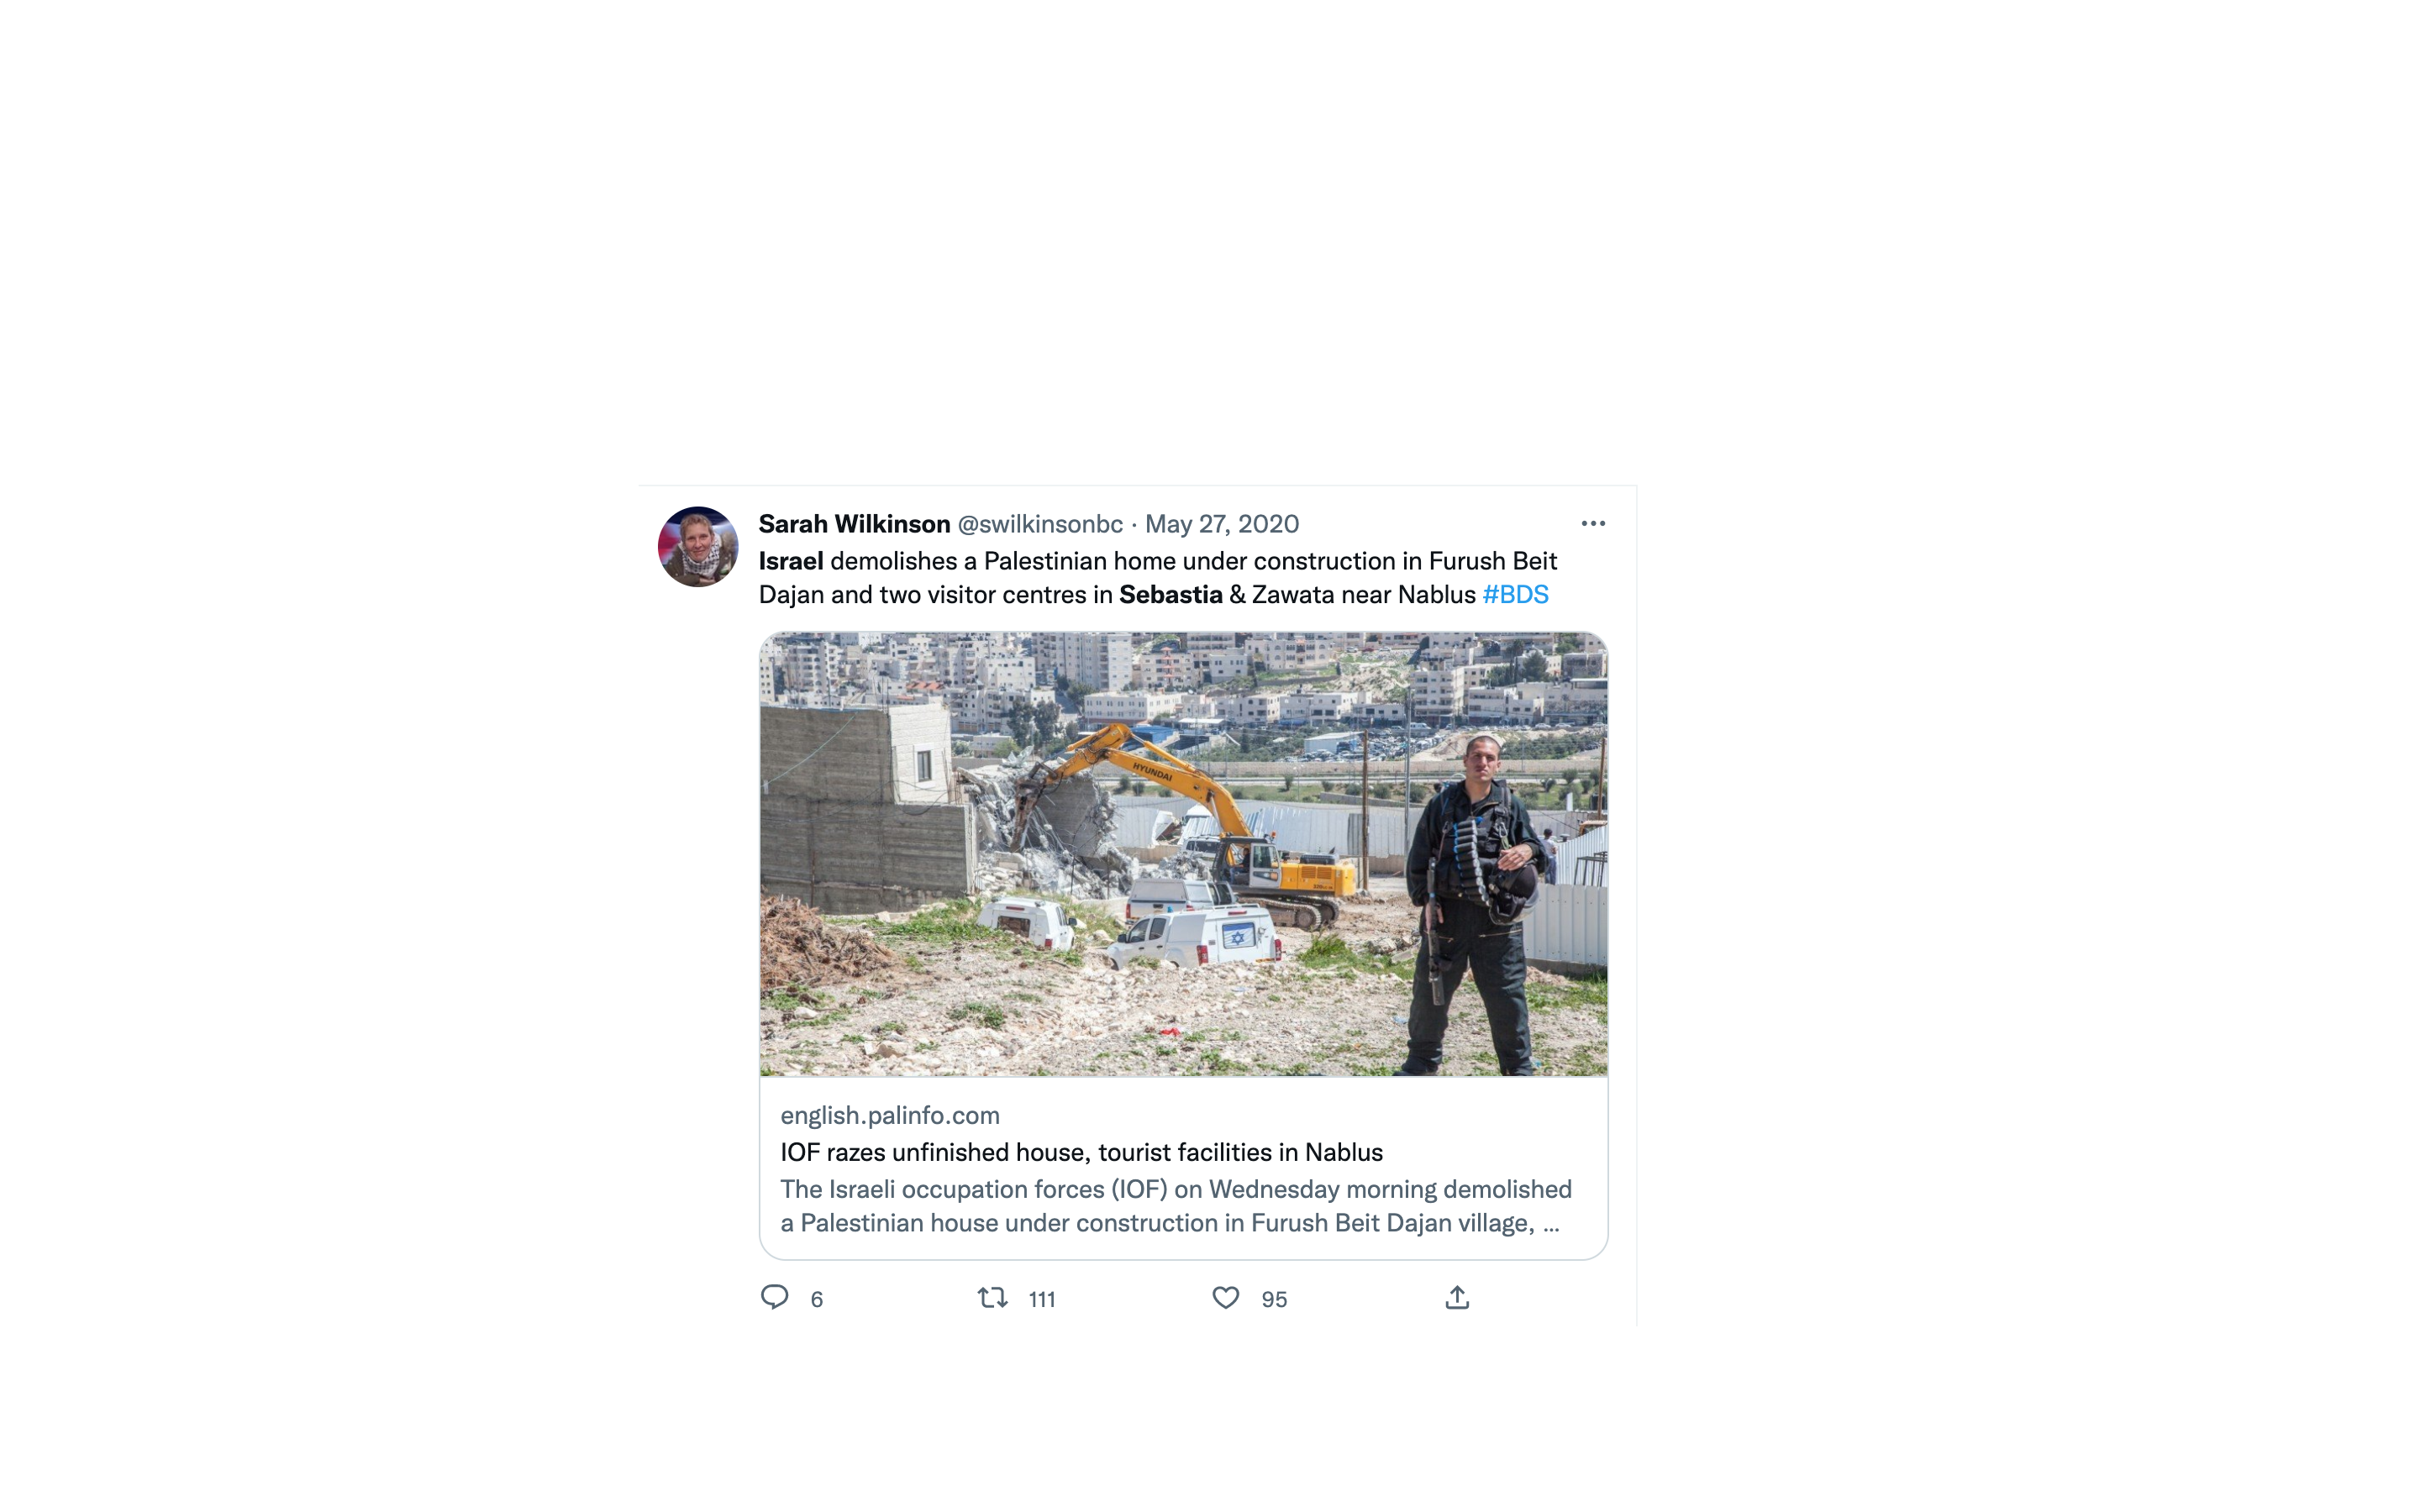 Sarah Wilkinson @swilkinsonbc · May 27, 2020
Israel demolishes a Palestinian home under construction in Furush Beit
Dajan and two visitor centres in Sebastia & Zawata near Nablus #BDS
HYUNDAI
english.palinfo.com
IOF razes unfinished house, tourist facilities in Nablus
The Israeli occupation forces (IOF) on Wednesday morning demolished
a Palestinian house under construction in Furush Beit Dajan village, ...
6 111 95